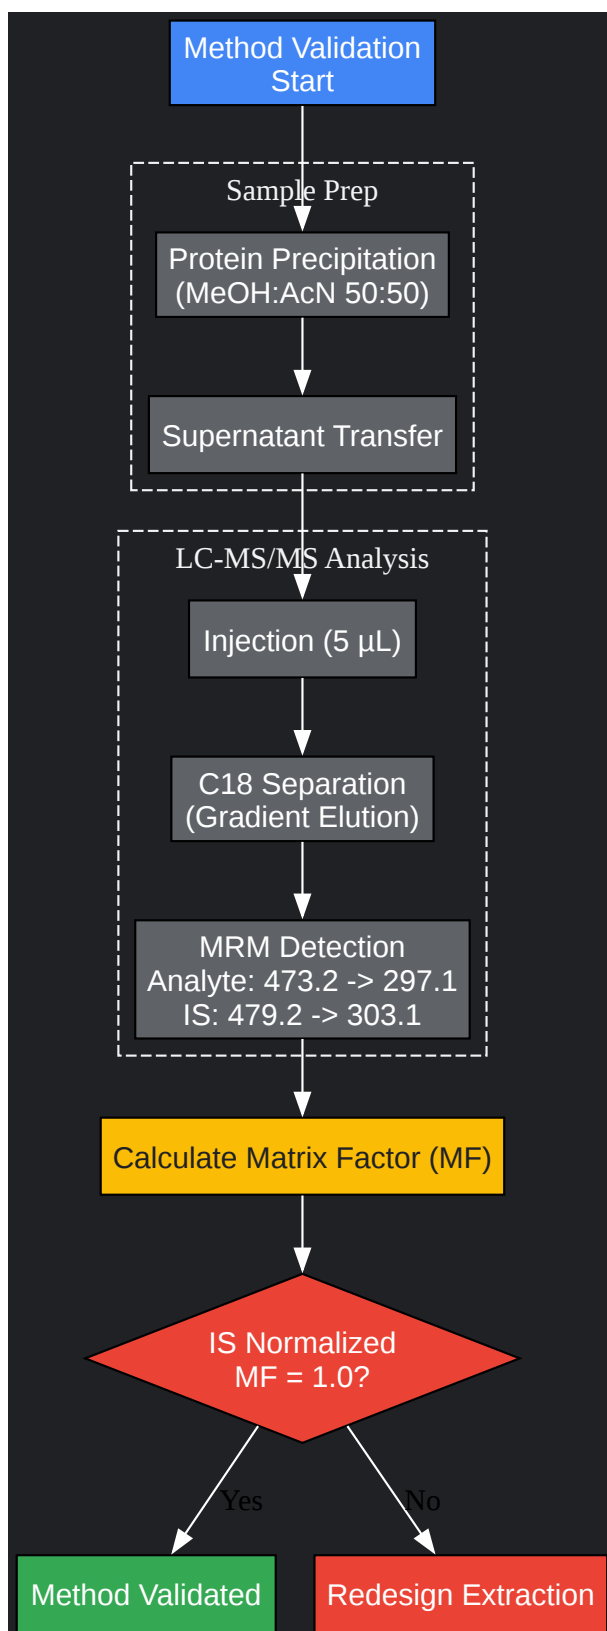 Method Validation
Start
Sample Prep
Protein Precipitation
(MeOH:AcN 50:50)
Supernatant Transfer
LC-MS/MS Analysis
Injection (5 µL)
C18 Separation
(Gradient Elution)
MRM Detection
Analyte: 473.2 -> 297.1
IS: 479.2 -> 303.1
Calculate Matrix Factor (MF)
IS Normalized
MF = 1.0?
Yes
No
Method Validated
Redesign Extraction